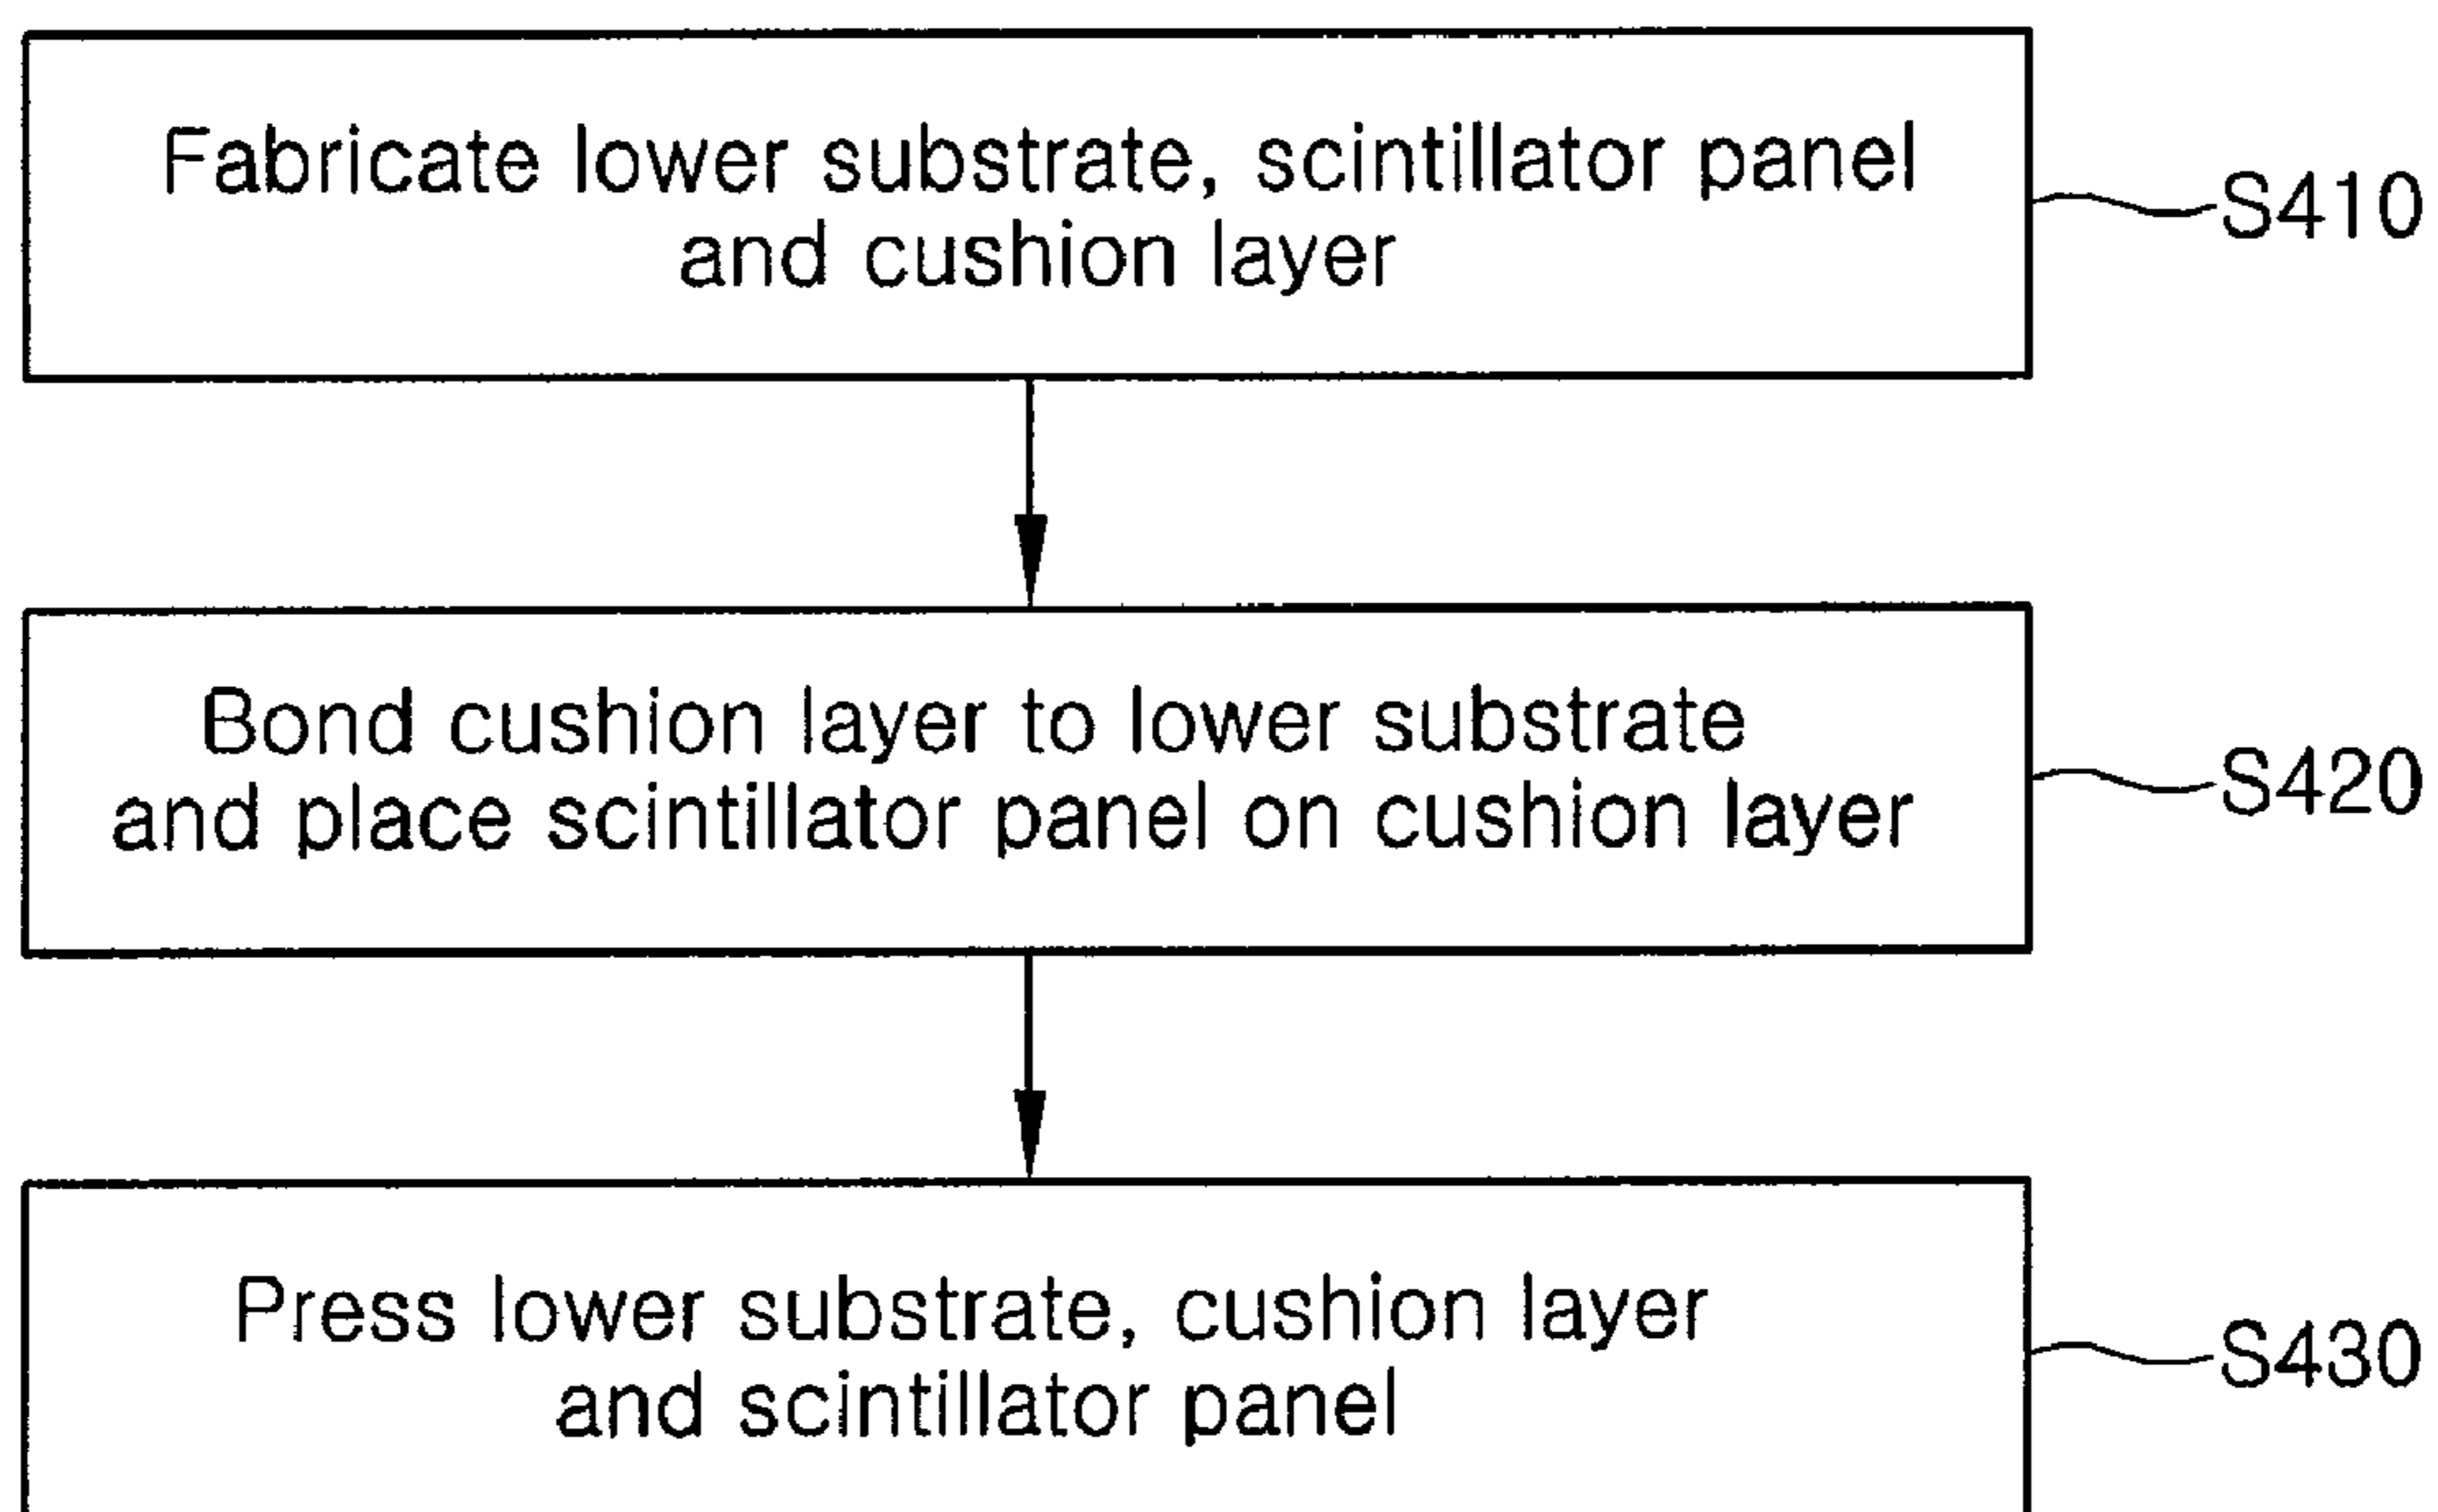 Fabricate lower substrate, scintillator panel
and cushion layer
S410
Bond cushion layer to lower substrate
and place scintillator panel on cushion layer
S420
Press lower substrate, cushion layer
and scintillator panel
S430